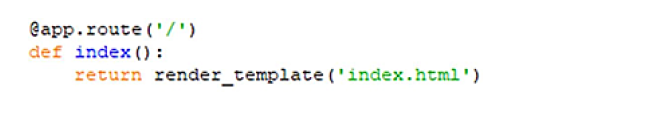 @app.route('/')
def index():
    return render_template('index.html')